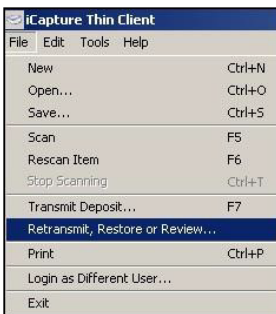 iCapture Thin Client
File Edit Tools Help
New Ctrl+N
Open... Ctrl+O
Save... Ctrl+S
Scan F5
Rescan Item F6
Stop Scanning Ctrl+T
Transmit Deposit... F7
Retransmit, Restore or Review...
Print Ctrl+P
Login as Different User...
Exit